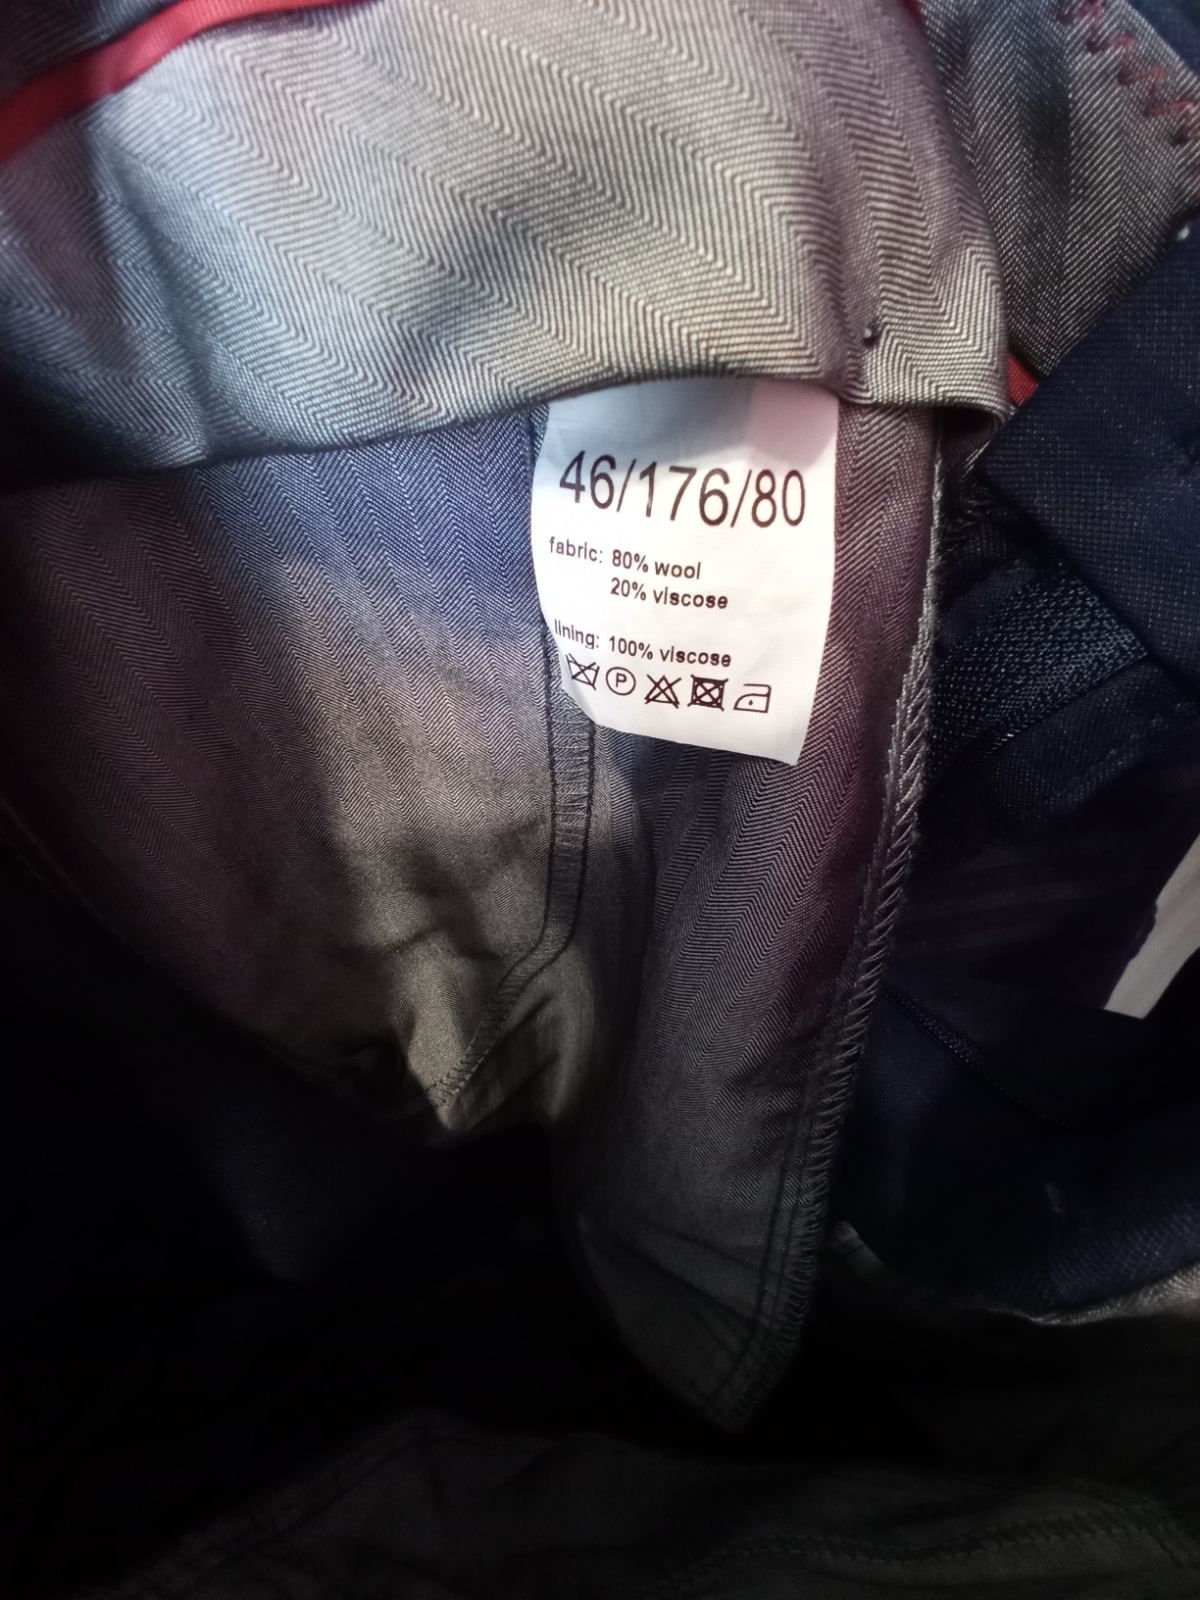 46/176/80
fabric: 80% wool
20% viscose
lining: 100% viscose
P